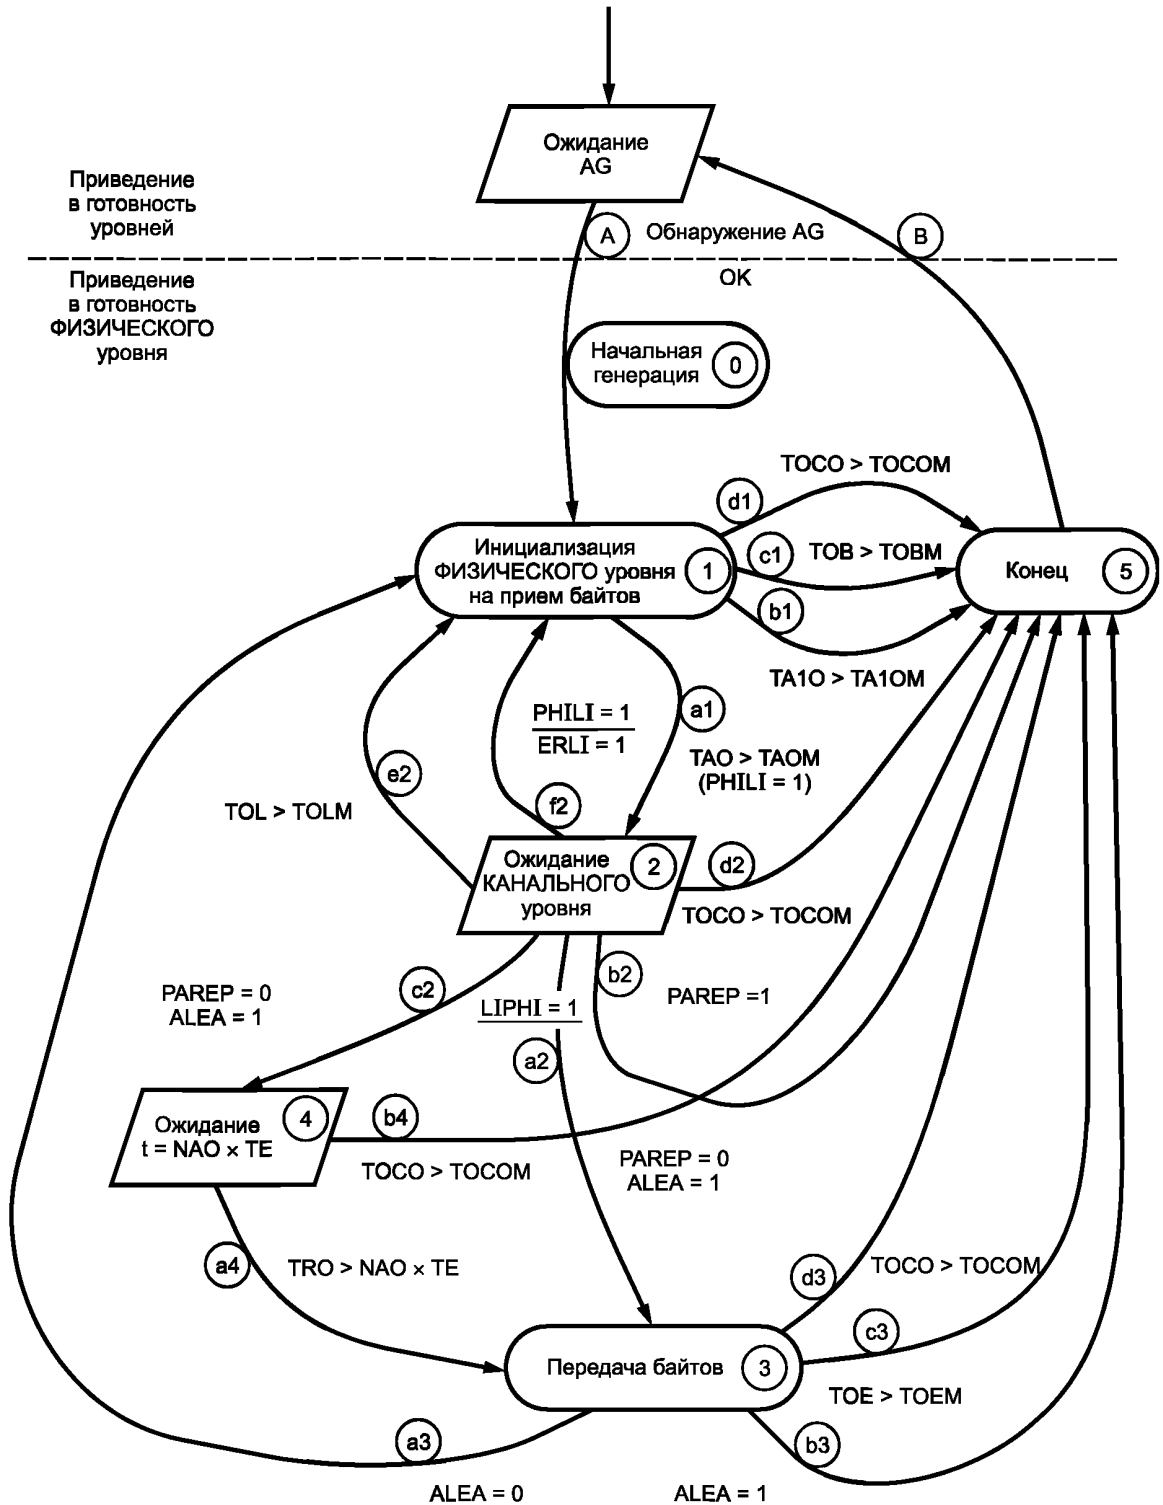 Ожидание
AG
Приведение
в готовность
уровней
A
Обнаружение AG
B
OK
Приведение
в готовность
ФИЗИЧЕСКОГО
уровня
Начальная
генерация
0
TOCO > TOCOM
d1
Инициализация
ФИЗИЧЕСКОГО уровня
на прием байтов
1
c1
TOB > TOBM
Конец
5
b1
TA1O > TA1OM
a1
PHILI = 1
ERLI = 1
TAO > TAOM
(PHILI = 1)
e2
TOL > TOLM
f2
Ожидание
КАНАЛЬНОГО
уровня
2
d2
TOCO > TOCOM
c2
b2
PAREP = 0
ALEA = 1
LIPHI = 1
PAREP =1
a2
Ожидание
t = NAO × TE
4
b4
TOCO > TOCOM
PAREP = 0
ALEA = 1
a4
TRO > NAO × TE
d3
TOCO > TOCOM
c3
Передача байтов
3
TOE > TOEM
a3
b3
ALEA = 0
ALEA = 1